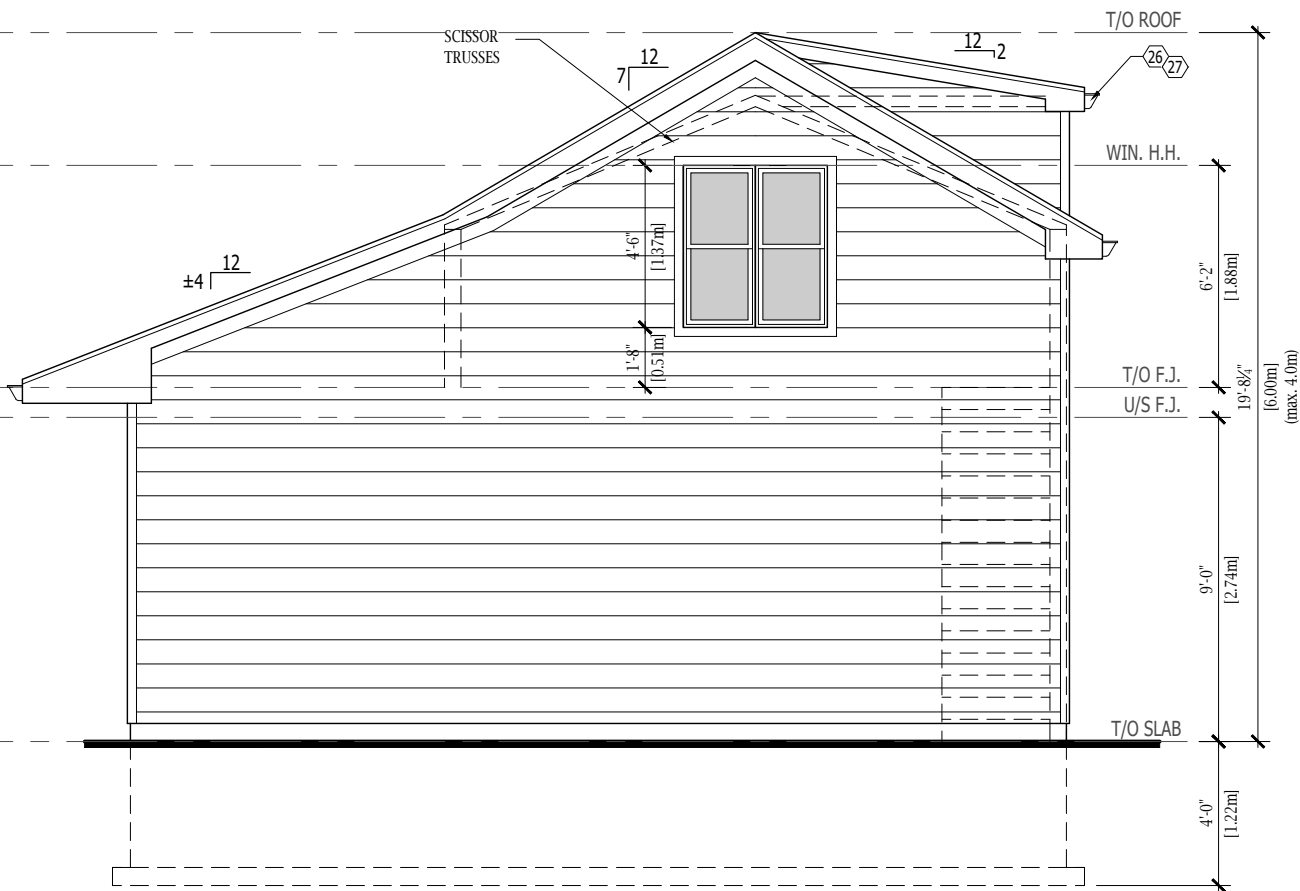 T/O ROOF
SCISSOR
TRUSSES
12
7
12
2
26
27
WIN. H.H.
4'-6"
[1.37m]
12
±4
6'-2"
[1.88m]
1'-8"
[0.51m]
T/O F.J.
U/S F.J.
19'-8¼"
[6.00m]
(max. 4.0m)
9'-0"
[2.74m]
T/O SLAB
4'-0"
[1.22m]